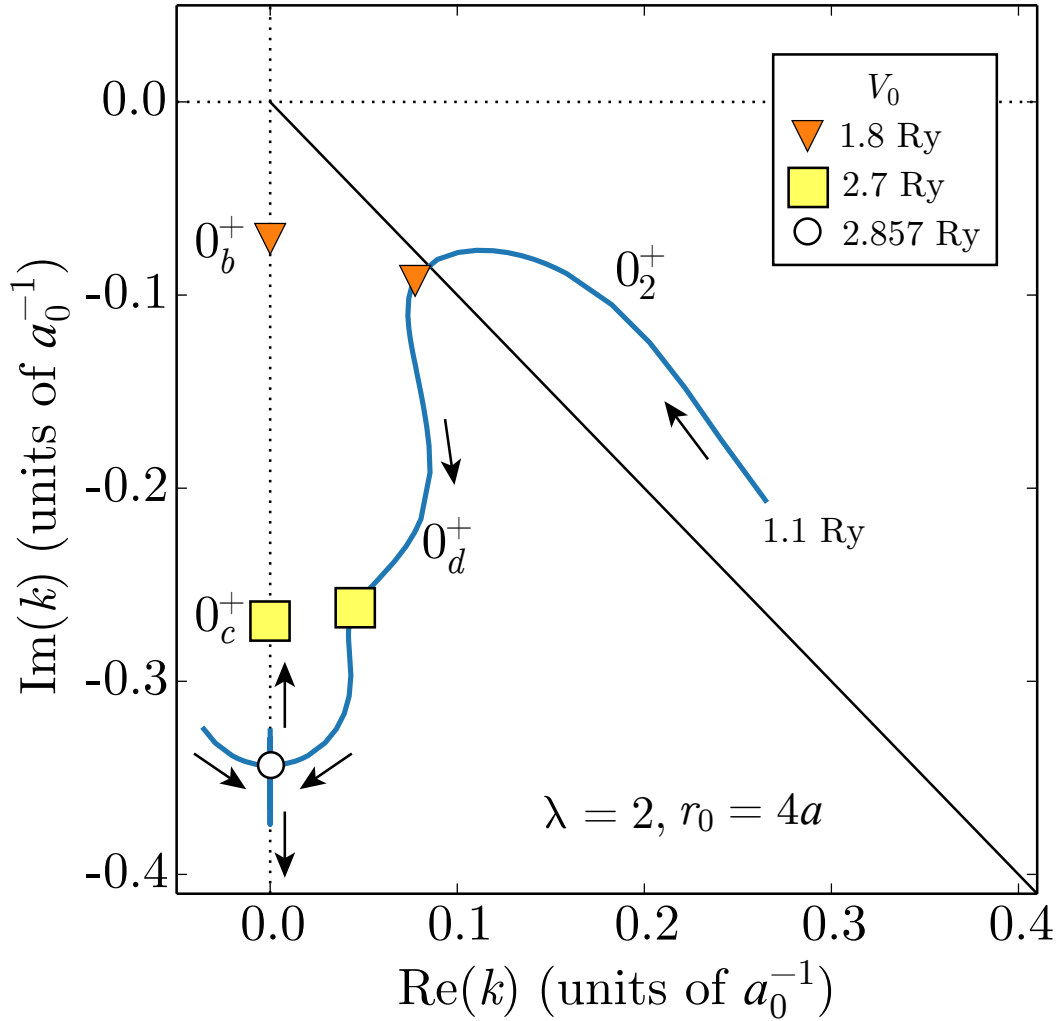 V₀
1.8 Ry
2.7 Ry
2.857 Ry
0.0
-0.1
-0.2
-0.3
-0.4
Im(k) (units of a₀⁻¹)
0_b^+
0_2^+
1.1 Ry
0_d^+
0_c^+
λ = 2, r₀ = 4a
0.0 0.1 0.2 0.3 0.4
Re(k) (units of a₀⁻¹)